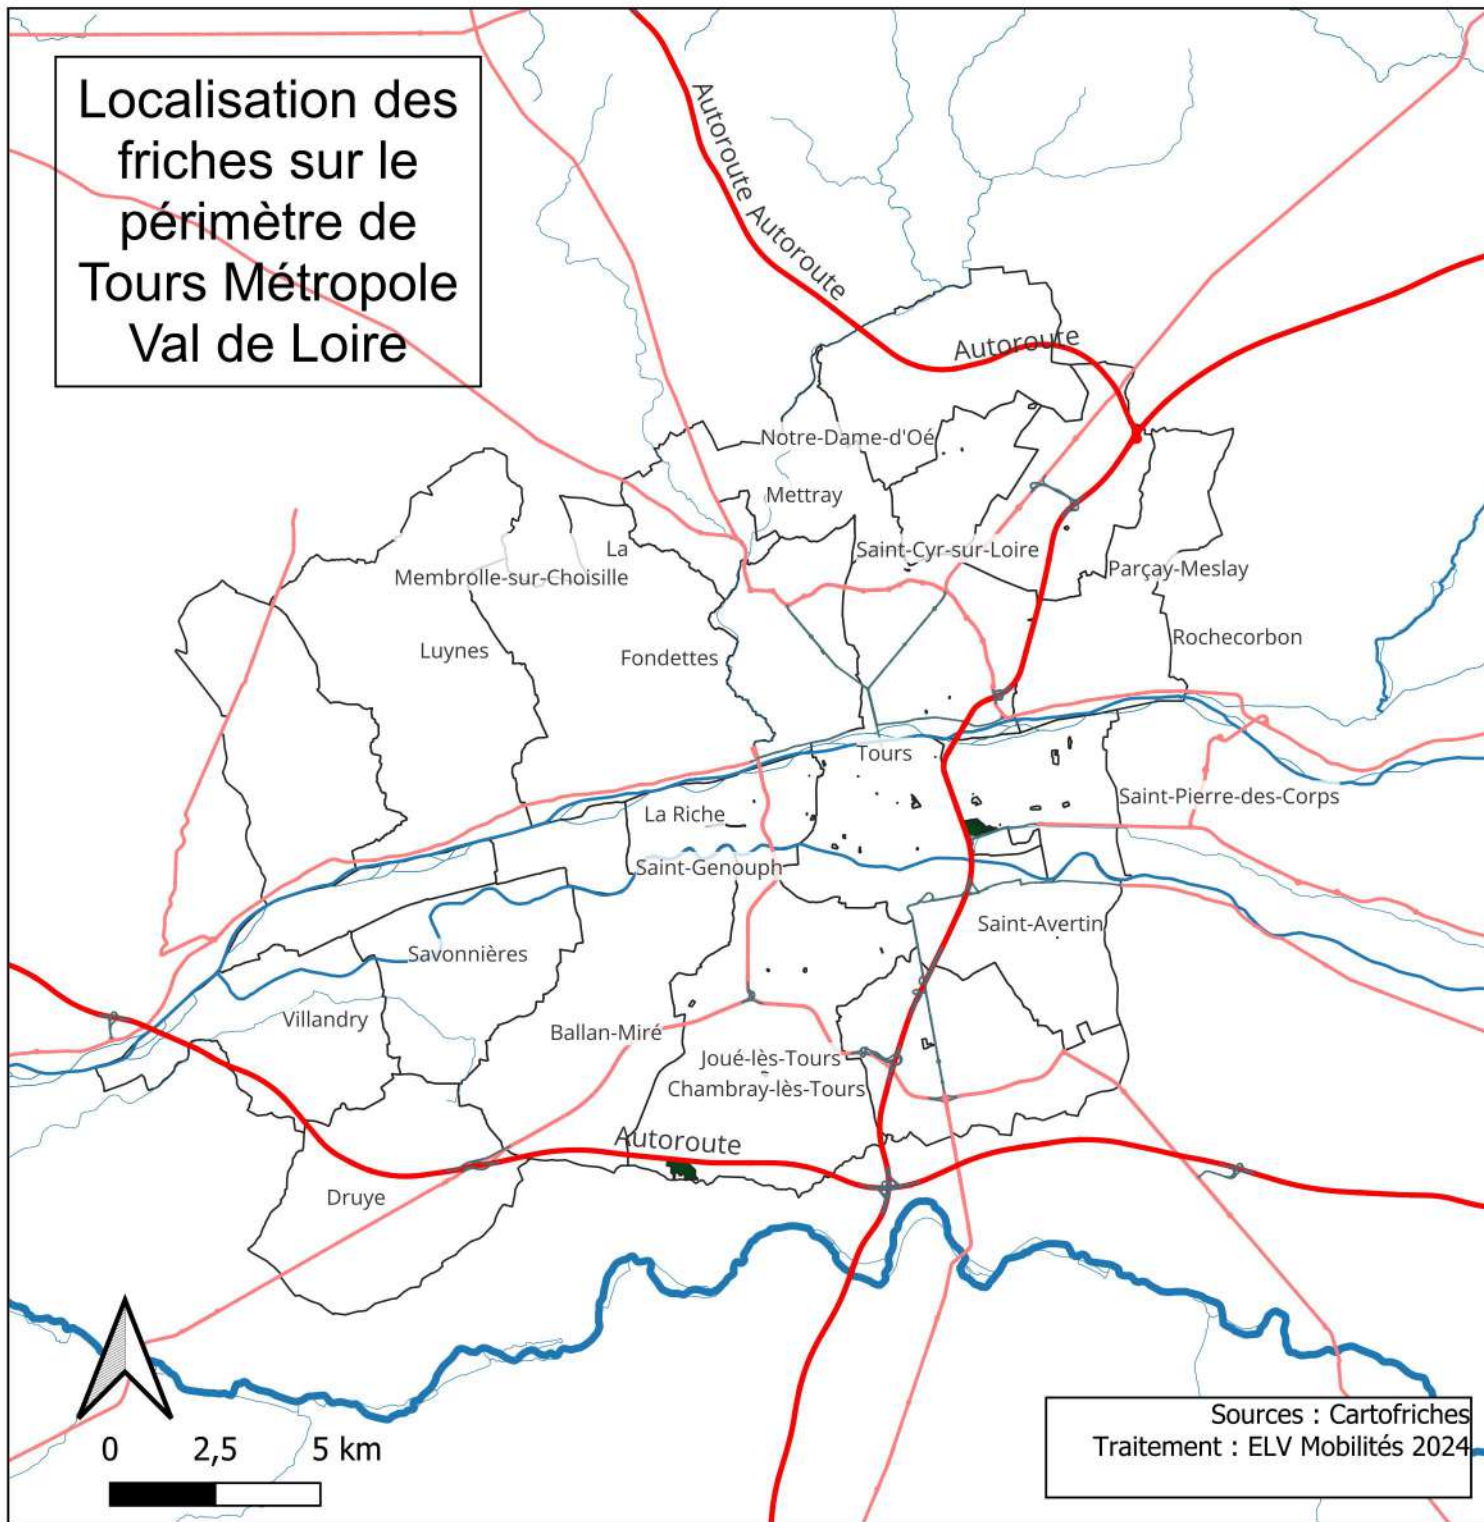 Localisation des
friches sur le
périmètre de
Tours Métropole
Val de Loire
Autoroute Autoroute
Autoroute
Notre-Dame-d'Oé
Mettray
La
Membrolle-sur-Choisille
Saint-Cyr-sur-Loire
Parçay-Meslay
Rochecorbon
Luynes
Fondettes
Tours
Saint-Pierre-des-Corps
La Riche
Saint-Genouph
Saint-Avertin
Savonnières
Villandry
Ballan-Miré
Joué-lès-Tours
Chambray-lès-Tours
Autoroute
Druye
0 2,5 5 km
Sources : Cartofriches
Traitement : ELV Mobilités 2024